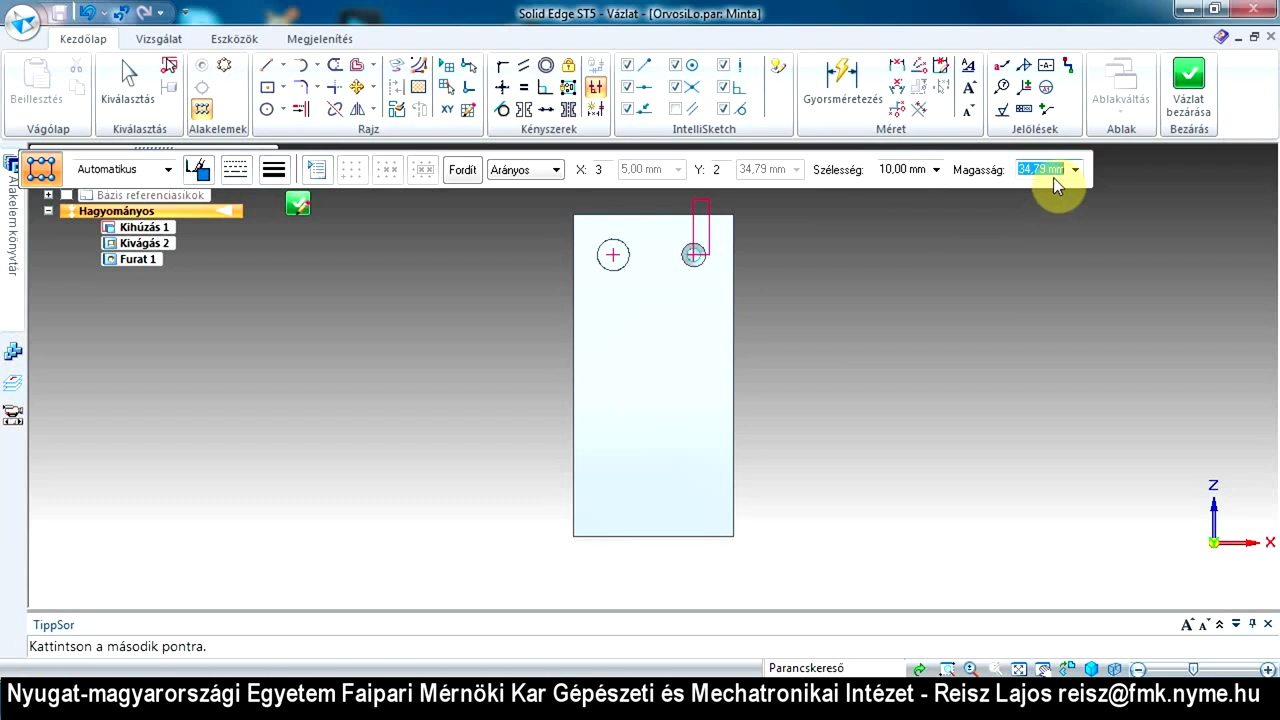 Solid Edge ST5 - Vázlat - [OrvosiLo.par: Minta]
Kezdőlap Vizsgálat Eszközök Megjelenítés
Beillesztés
Kiválasztás
Gyorsméretezés
Ablakváltás
Vázlat
bezárása
Vágólap Kiválasztás Alakelemek Rajz Kényszerek IntelliSketch Méret Jelölések Ablak Bezárás
Automatikus Fordít Arányos X: 3 5,00 mm Y: 2 34,79 mm Szélesség: 10,00 mm Magasság: 34,79 mm
Alakelem könyvtár
Bázis referenciasíkok
Hagyományos
Kihúzás 1
Kivágás 2
Furat 1
Z
X
Y
TippSor
Kattintson a második pontra.
Parancskereső
Nyugat-magyarországi Egyetem Faipari Mérnöki Kar Gépészeti és Mechatronikai Intézet - Reisz Lajos reisz@fmk.nyme.hu